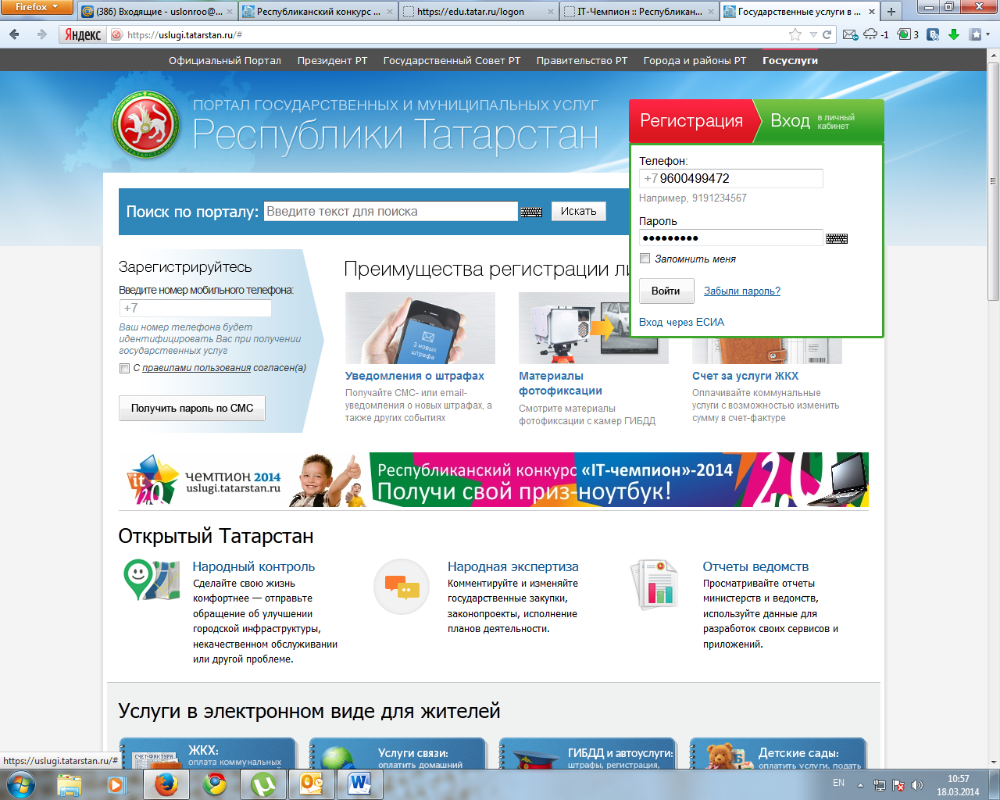 Firefox
(386) Входящие - uslonroo@...
Республиканский конкурс ...
https://edu.tatar.ru/logon
IT-Чемпион :: Республикан...
Государственные услуги в ...
Яндекс
https://uslugi.tatarstan.ru/#
-1
3
Официальный Портал
Президент РТ
Государственный Совет РТ
Правительство РТ
Города и районы РТ
Госуслуги
ТАТАРСТАН
ПОРТАЛ ГОСУДАРСТВЕННЫХ И МУНИЦИПАЛЬНЫХ УСЛУГ
Республики Татарстан
Регистрация
Вход
в личный
кабинет
Телефон:
+7 9600499472
Например, 9191234567
Пароль
Запомнить меня
Войти
Забыли пароль?
Вход через ЕСИА
Поиск по порталу:
Введите текст для поиска
Искать
Зарегистрируйтесь
Введите номер мобильного телефона:
+7
Ваш номер телефона будет
идентифицировать Вас при получении
государственных услуг
С правилами пользования согласен(а)
Получить пароль по СМС
Преимущества регистрации ли
3 новых
штрафа
Уведомления о штрафах
Получайте СМС- или email-
уведомления о новых штрафах, а
также других событиях
Материалы
фотофиксации
Смотрите материалы
фотофиксации с камер ГИБДД
Счет за услуги ЖКХ
Оплачивайте коммунальные
услуги с возможностью изменить
сумму в счет-фактуре
it
2.0
чемпион 2014
uslugi.tatarstan.ru
Республиканский конкурс «IT-чемпион»-2014
Получи свой приз-ноутбук!
2.0
Открытый Татарстан
Народный контроль
Сделайте свою жизнь
комфортнее — отправьте
обращение об улучшении
городской инфраструктуры,
некачественном обслуживании
или другой проблеме.
Народная экспертиза
Комментируйте и изменяйте
государственные закупки,
законопроекты, исполнение
планов деятельности.
Отчеты ведомств
Просматривайте отчеты
министерств и ведомств,
используйте данные для
разработок своих сервисов и
приложений.
Услуги в электронном виде для жителей
СЧЕТ-ФАКТУРА
ЖКХ:
оплата коммунальных
Услуги связи:
оплатить домашний
ГИБДД и автоуслуги:
штрафы, регистрация,
Детские сады:
оплатить услуги, подать
https://uslugi.tatarstan.ru/#
EN
10:57
18.03.2014